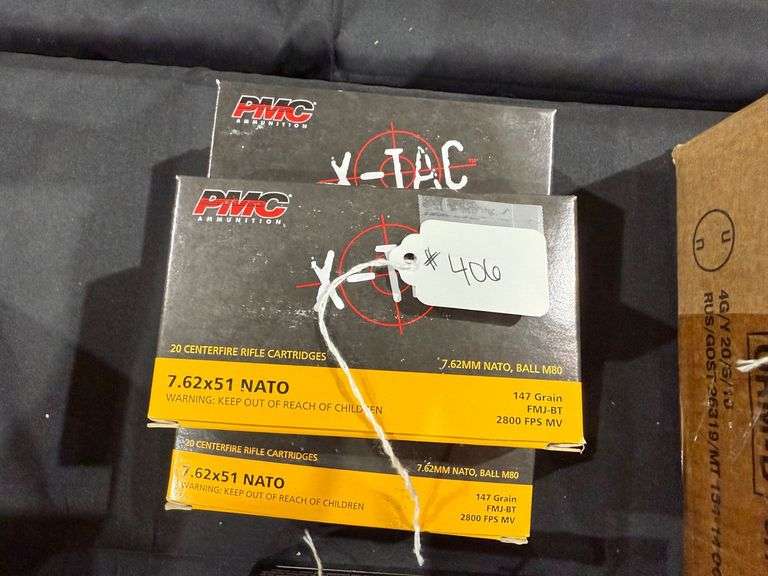 PMC
AMMUNITION
X-TAC
PMC
AMMUNITION
X-T
# 406
20 CENTERFIRE RIFLE CARTRIDGES
7.62MM NATO, BALL M80
7.62x51 NATO
WARNING: KEEP OUT OF REACH OF CHILDREN
147 Grain
FMJ-BT
2800 FPS MV
20 CENTERFIRE RIFLE CARTRIDGES
7.62MM NATO, BALL M80
7.62x51 NATO
WARNING: KEEP OUT OF REACH OF CHILDREN
147 Grain
FMJ-BT
2800 FPS MV
u
n